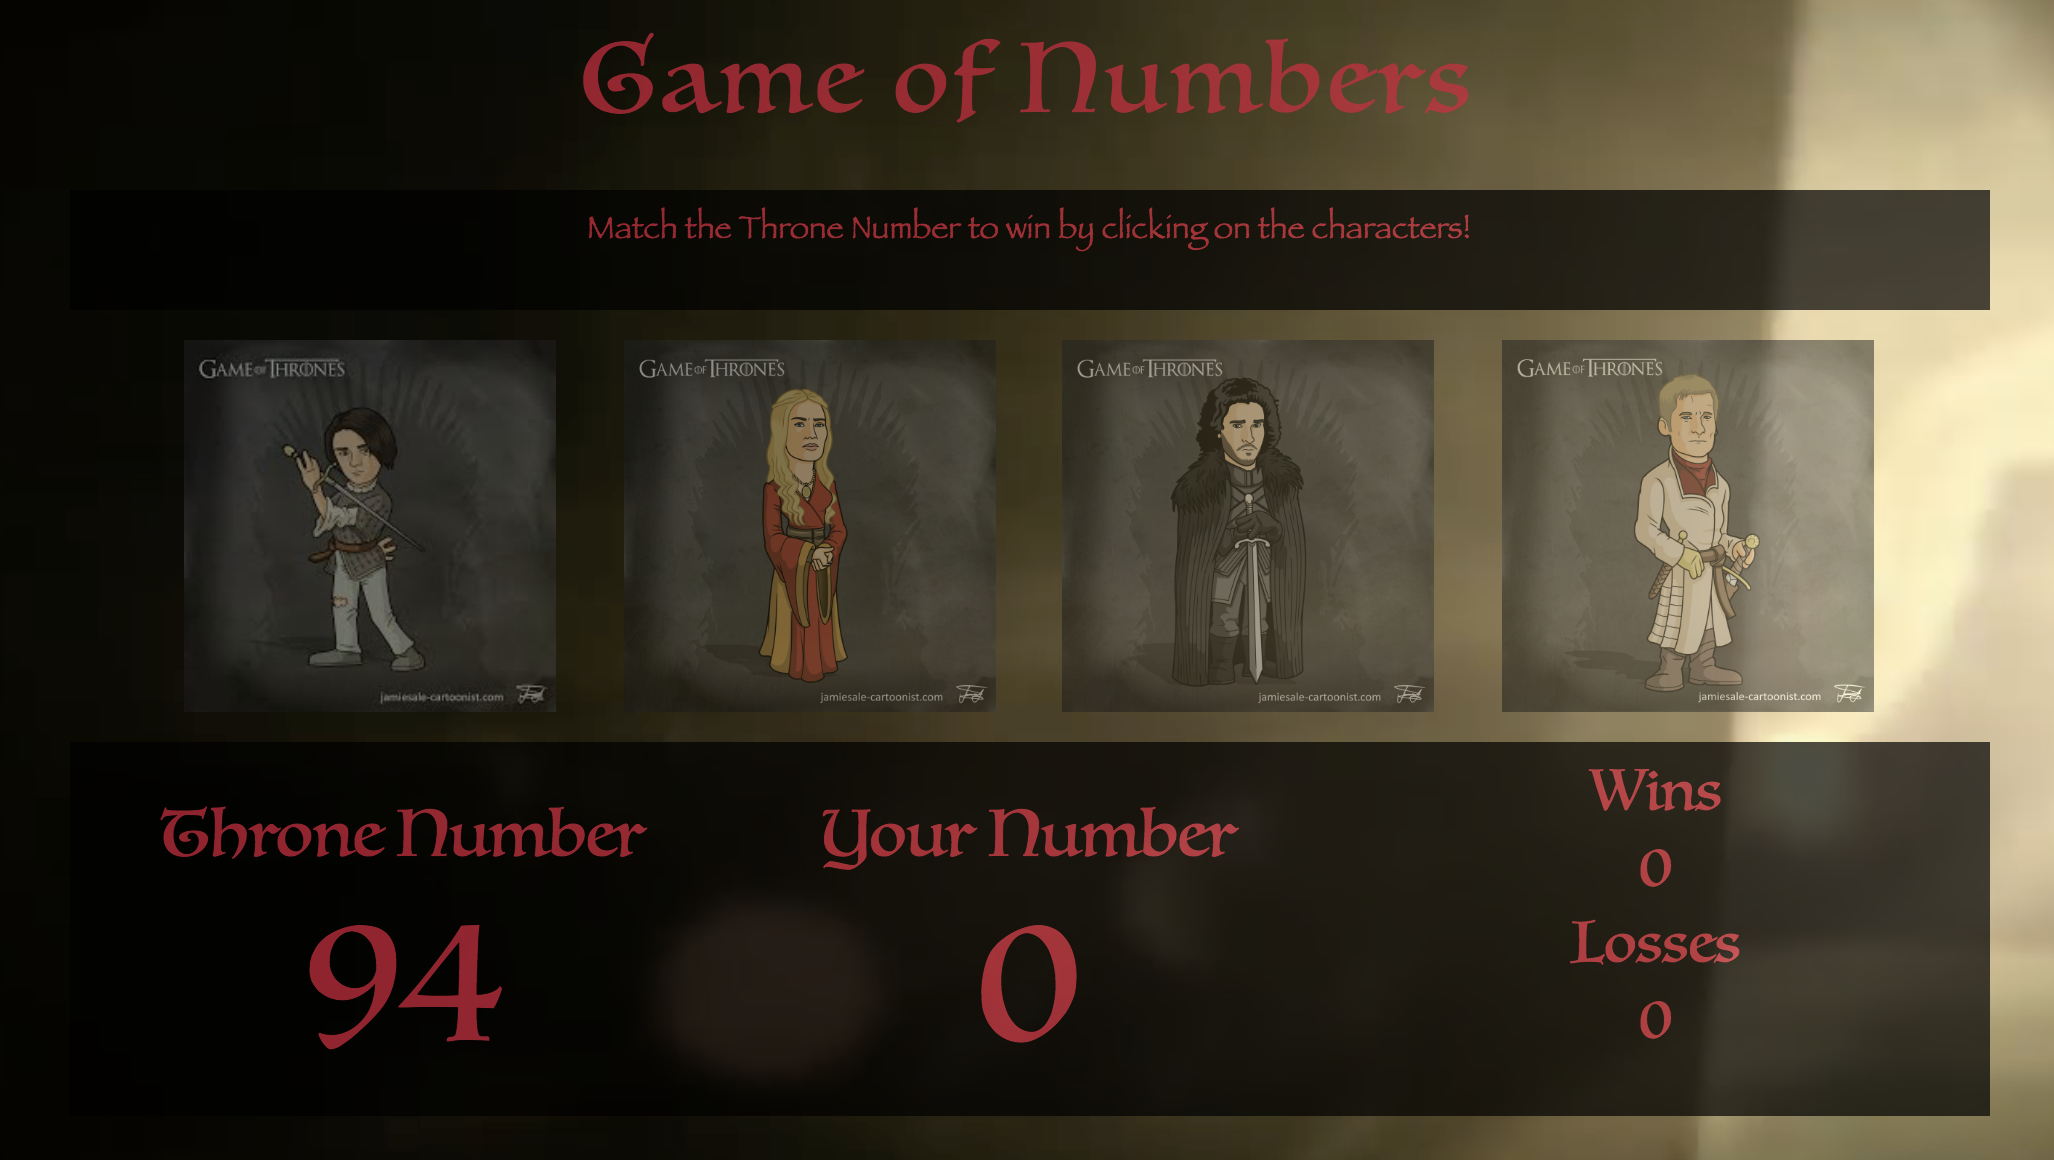 Game of Numbers
Match the Throne Number to win by clicking on the characters!
GAME OF THRONES
jamiesale-cartoonist.com
GAME OF THRONES
jamiesale-cartoonist.com
GAME OF THRONES
jamiesale-cartoonist.com
GAME OF THRONES
jamiesale-cartoonist.com
Throne Number
94
Your Number
0
Wins
0
Losses
0